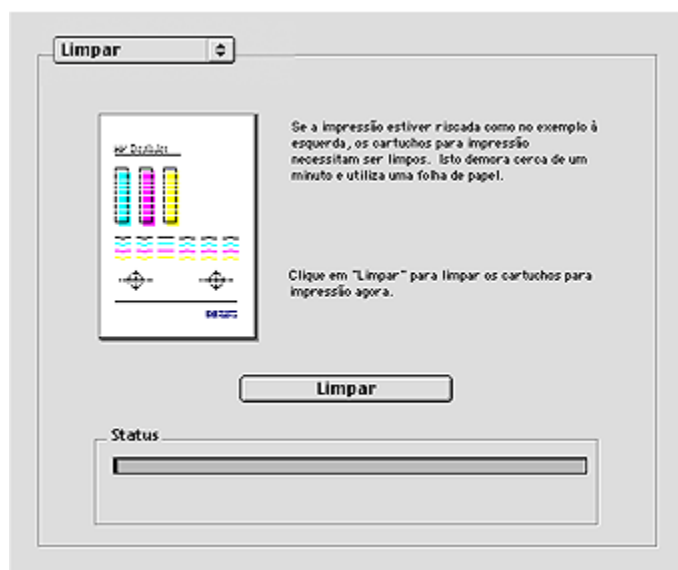 Limpar
Se a impressão estiver riscada como no exemplo à
esquerda, os cartuchos para impressão
necessitam ser limpos. Isto demora cerca de um
minuto e utiliza uma folha de papel.
Clique em "Limpar" para limpar os cartuchos para
impressão agora.
Limpar
Status